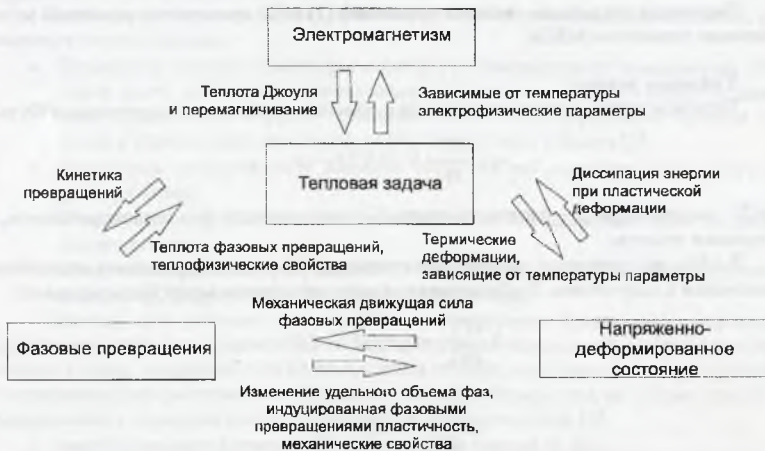 Электромагнетизм
Теплота Джоуля
и перемагничивание
Зависимые от температуры
электрофизические параметры
Кинетика
превращений
Тепловая задача
Диссипация энергии
при пластической
деформации
Теплота фазовых превращений,
теплофизические свойства
Термические
деформации,
зависящие от температуры параметры
Механическая движущая сила
фазовых превращений
Фазовые превращения
Напряженно-
деформированное
состояние
Изменение удельного объема фаз,
индуцированная фазовыми
превращениями пластичность,
механические свойства